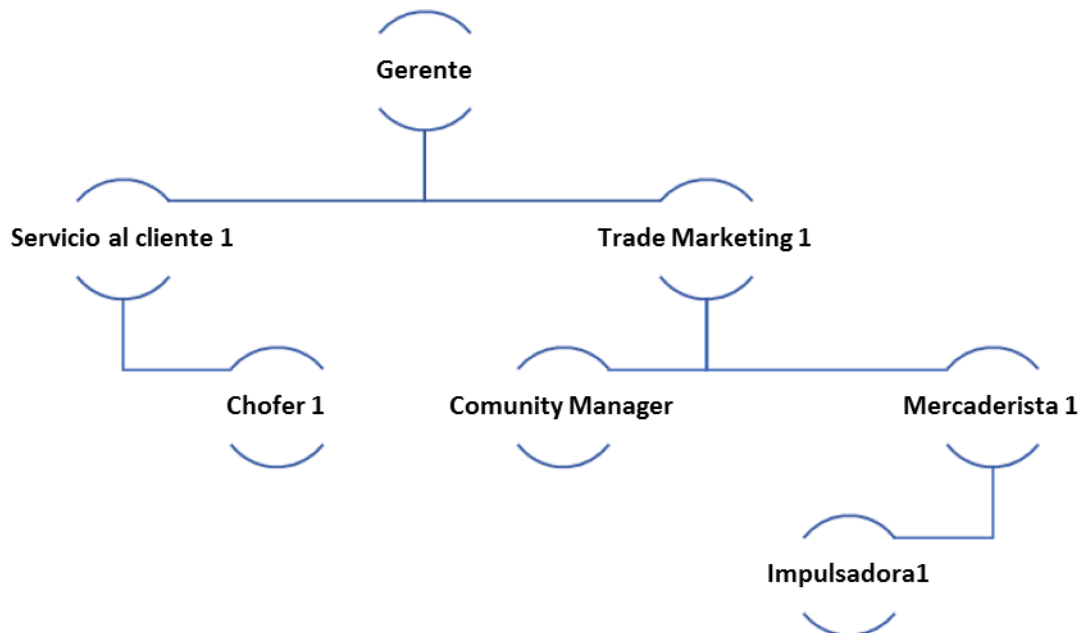 Gerente
Servicio al cliente 1
Trade Marketing 1
Chofer 1
Comunity Manager
Mercaderista 1
Impulsadora1